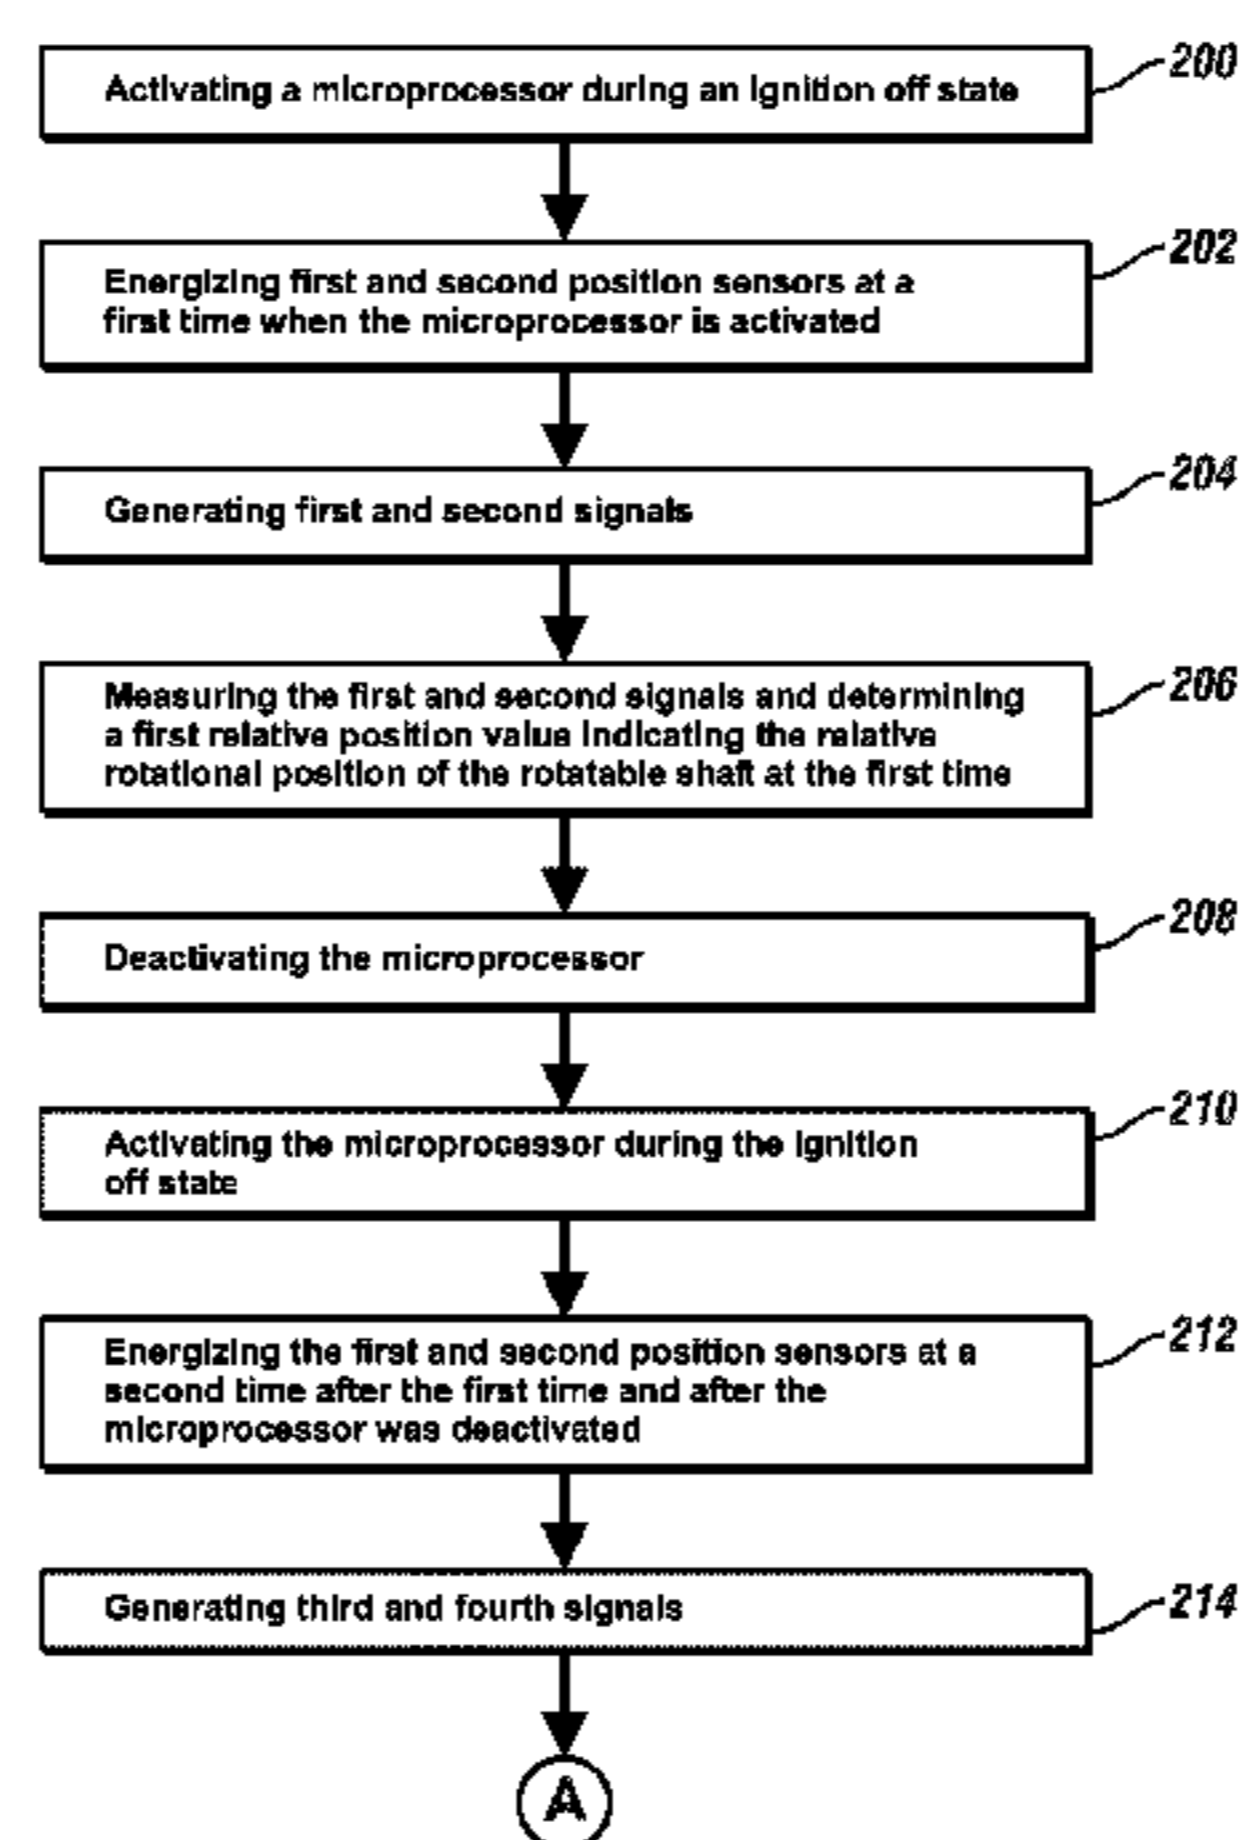 Activating a microprocessor during an ignition off state
200
Energizing first and second position sensors at a
first time when the microprocessor is activated
202
Generating first and second signals
204
Measuring the first and second signals and determining
a first relative position value indicating the relative
rotational position of the rotatable shaft at the first time
206
Deactivating the microprocessor
208
Activating the microprocessor during the ignition
off state
210
Energizing the first and second position sensors at a
second time after the first time and after the
microprocessor was deactivated
212
Generating third and fourth signals
214
A